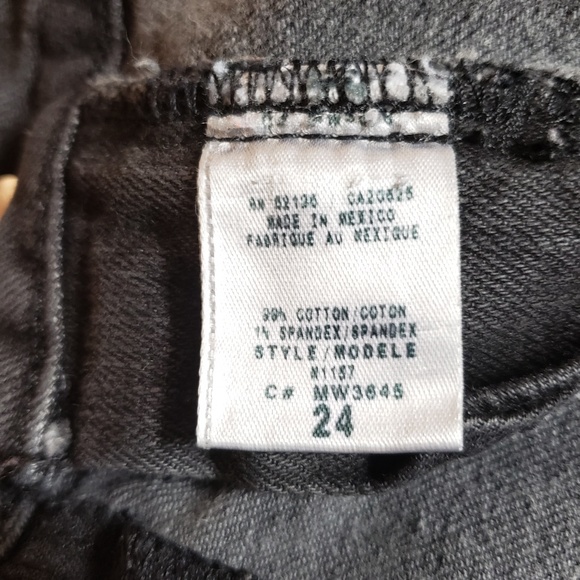 RN 52136 CA20625
MADE IN MEXICO
FABRIQUE AU MEXIQUE
99% COTTON/COTON
1% SPANDEX/SPANDEX
STYLE/MODELE
N1157
C# MW3645
24